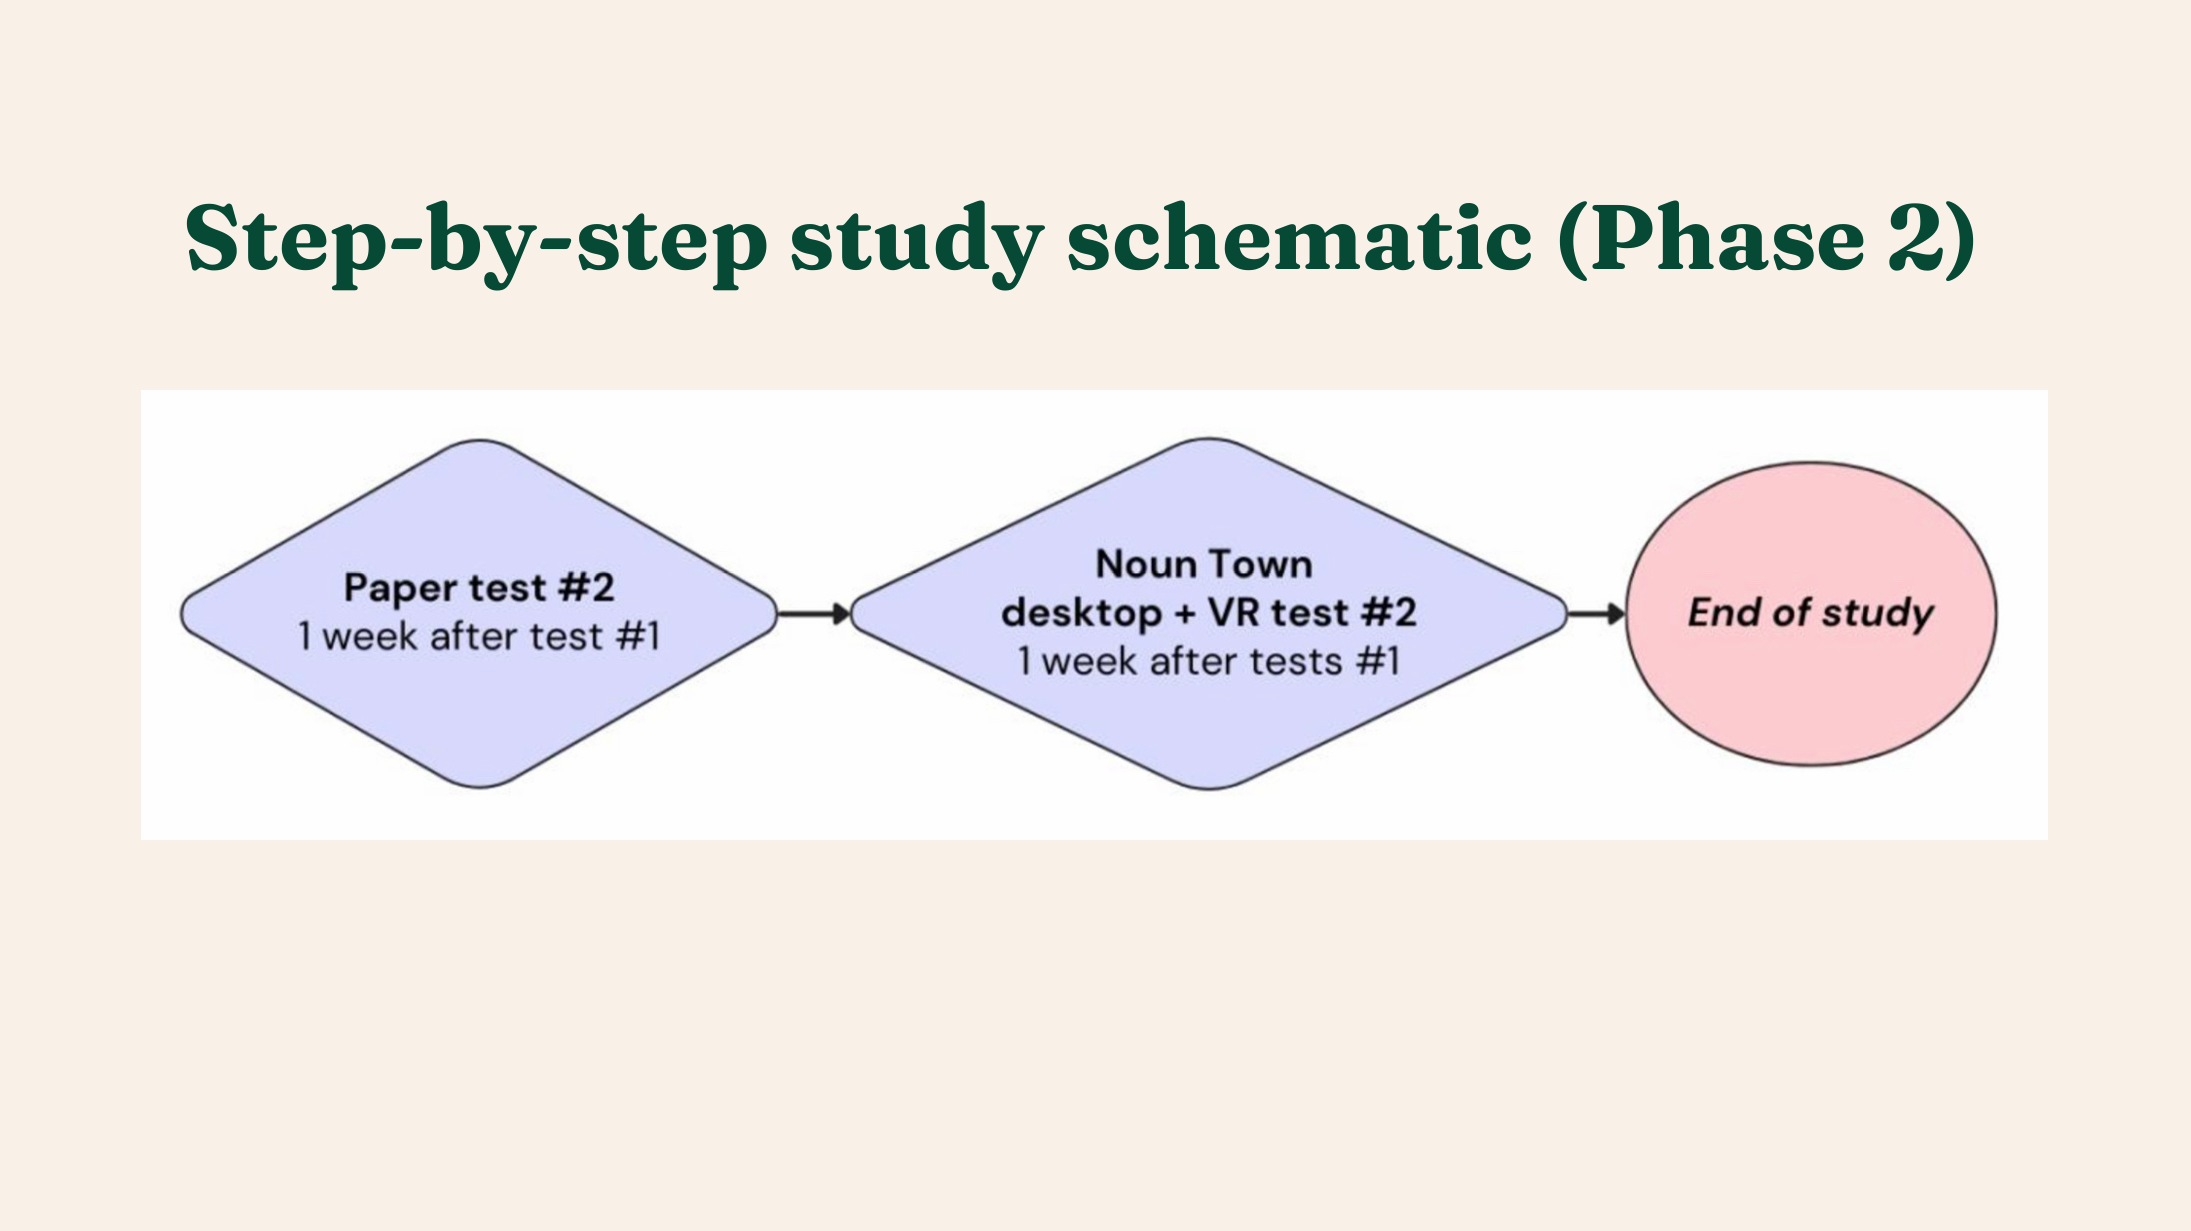 Step-by-step study schematic (Phase 2)
Paper test #2
1 week after test #1
Noun Town
desktop + VR test #2
1 week after tests #1
End of study